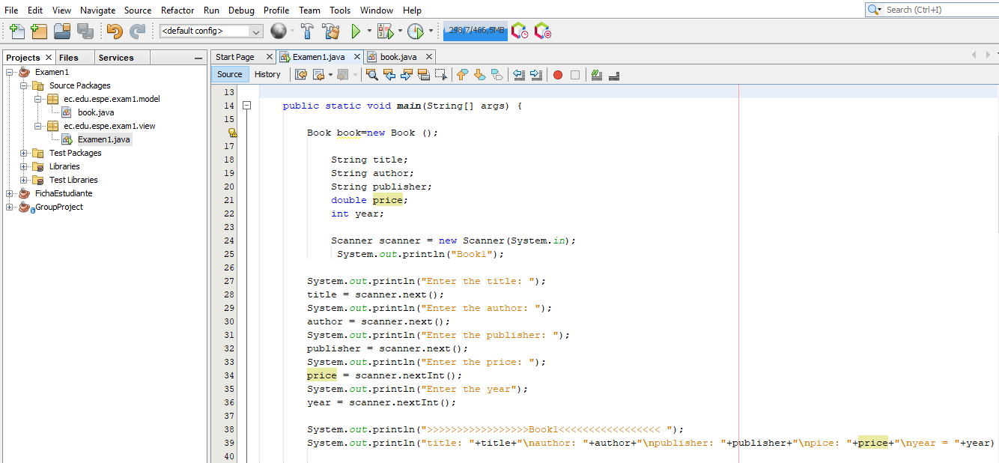 File Edit View Navigate Source Refactor Run Debug Profile Team Tools Window Help
Search (Ctrl+I)
<default config>
298,7/466,5MB
Projects Files Services
Start Page Examen1.java book.java
Source History
Examen1
Source Packages
ec.edu.espe.exam1.model
book.java
ec.edu.espe.exam1.view
Examen1.java
Test Packages
Libraries
Test Libraries
FichaEstudiante
GroupProject
13
14 public static void main(String[] args) {
15
Book book=new Book ();
17
18 String title;
19 String author;
20 String publisher;
21 double price;
22 int year;
23
24 Scanner scanner = new Scanner(System.in);
25 System.out.println("Book1");
26
27 System.out.println("Enter the title: ");
28 title = scanner.next();
29 System.out.println("Enter the author: ");
30 author = scanner.next();
31 System.out.println("Enter the publisher: ");
32 publisher = scanner.next();
33 System.out.println("Enter the price: ");
34 price = scanner.nextInt();
35 System.out.println("Enter the year");
36 year = scanner.nextInt();
37
38 System.out.println(">>>>>>>>>>>>>>>>>Book1<<<<<<<<<<<<<<<<< ");
39 System.out.println("title: "+title+"\nauthor: "+author+"\npublisher: "+publisher+"\npice: "+price+"\nyear = "+year)
40